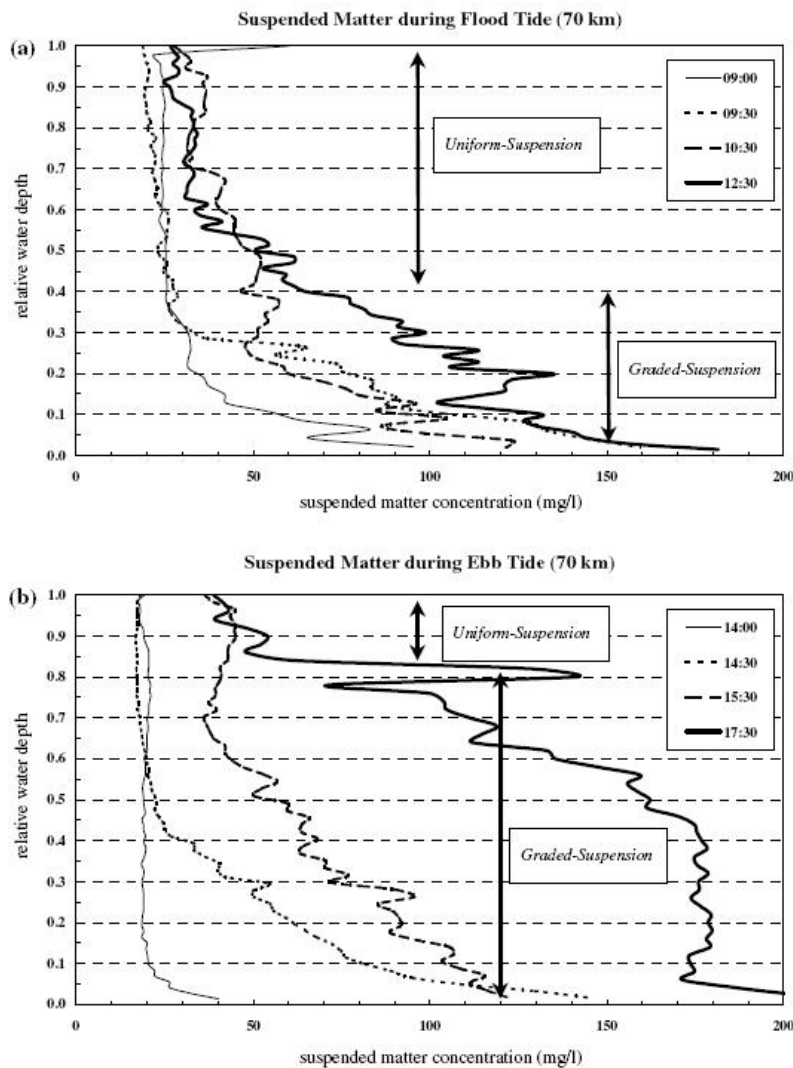 Suspended Matter during Flood Tide (70 km)
(a)
1.0
0.9
0.8
0.7
0.6
0.5
0.4
0.3
0.2
0.1
0.0
relative water depth
Uniform-Suspension
Graded-Suspension
09:00
09:30
10:30
12:30
0 50 100 150 200
suspended matter concentration (mg/l)
Suspended Matter during Ebb Tide (70 km)
(b)
1.0
0.9
0.8
0.7
0.6
0.5
0.4
0.3
0.2
0.1
0.0
relative water depth
Uniform-Suspension
Graded-Suspension
14:00
14:30
15:30
17:30
0 50 100 150 200
suspended matter concentration (mg/l)